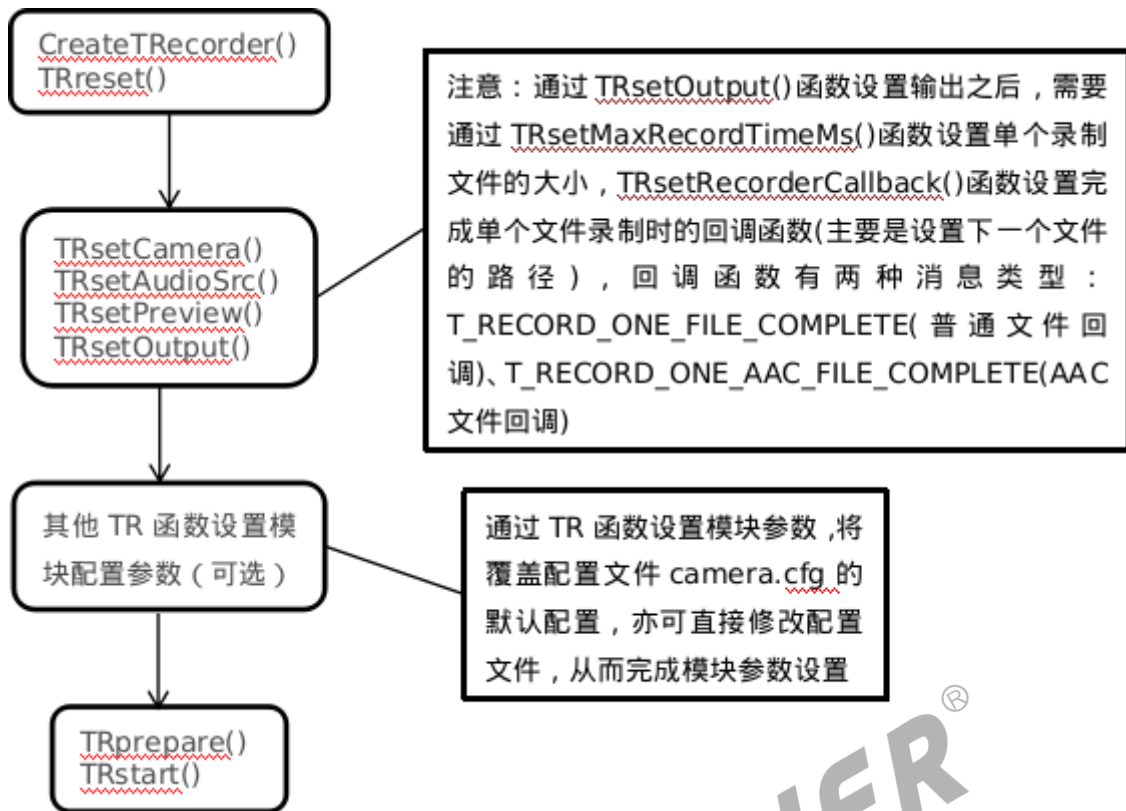 CreateTRecorder()
TRreset()
注意：通过 TRsetOutput()函数设置输出之后，需要
通过 TRsetMaxRecordTimeMs()函数设置单个录制
文件的大小，TRsetRecorderCallback()函数设置完
成单个文件录制时的回调函数(主要是设置下一个文件
的路径），回调函数有两种消息类型：
T_RECORD_ONE_FILE_COMPLETE(普通文件回
调)、T_RECORD_ONE_AAC_FILE_COMPLETE(AAC
文件回调)
TRsetCamera()
TRsetAudioSrc()
TRsetPreview()
TRsetOutput()
其他 TR 函数设置模
块配置参数（可选）
通过 TR 函数设置模块参数,将
覆盖配置文件 camera.cfg 的
默认配置，亦可直接修改配置
文件，从而完成模块参数设置
TRprepare()
TRstart()
®